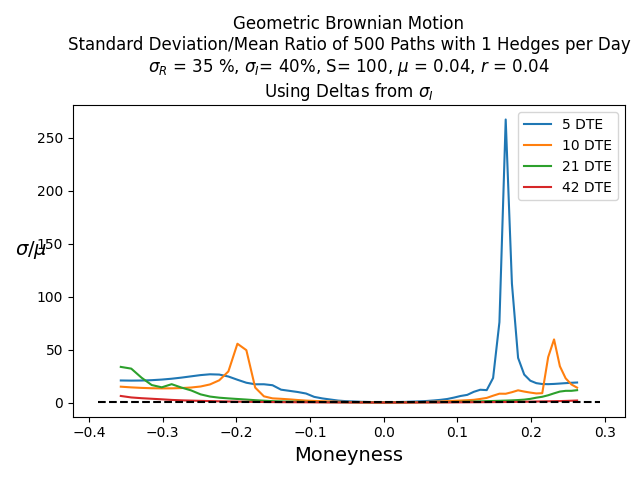 Geometric Brownian Motion
Standard Deviation/Mean Ratio of 500 Paths with 1 Hedges per Day
σR = 35 %, σI= 40%, S= 100, μ = 0.04, r = 0.04
Using Deltas from σI
5 DTE
10 DTE
21 DTE
42 DTE
250
200
150
100
50
0
σ/μ
−0.4 −0.3 −0.2 −0.1 0.0 0.1 0.2 0.3
Moneyness